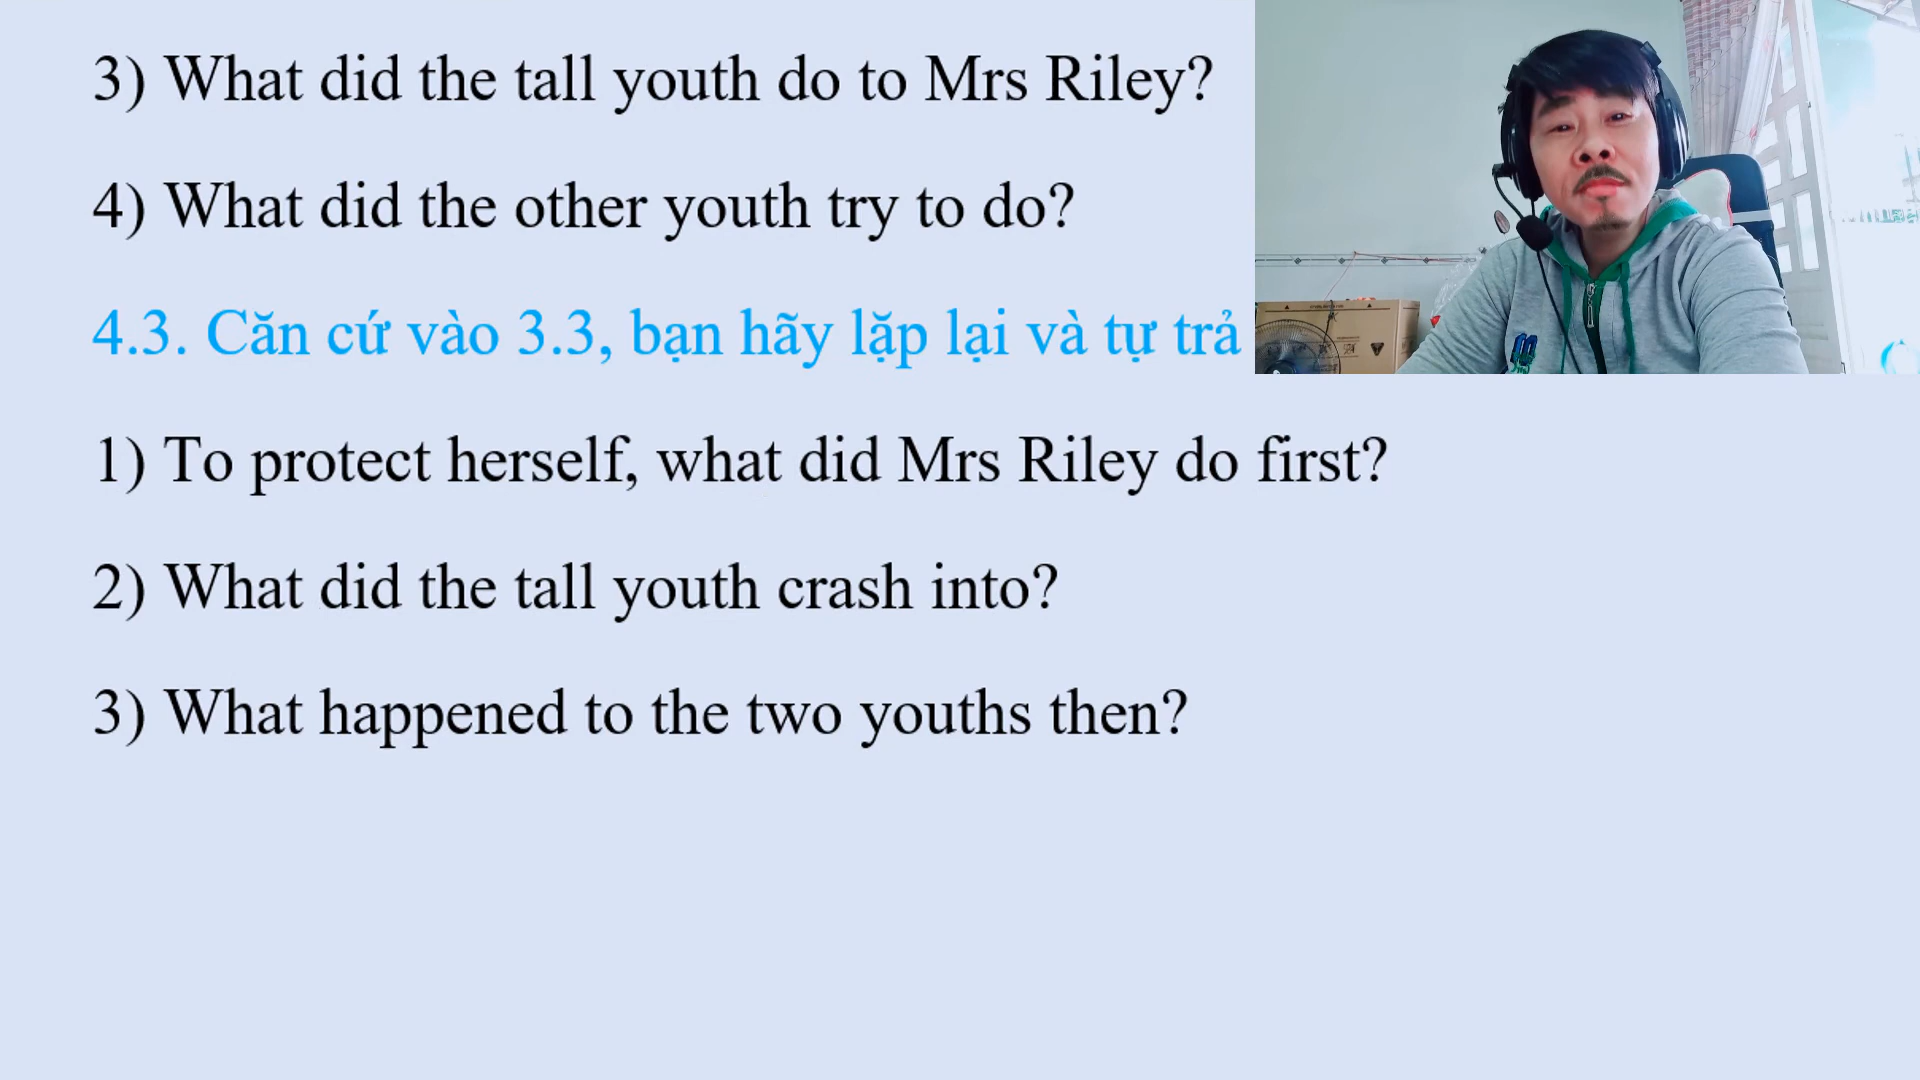 3) What did the tall youth do to Mrs Riley?
4) What did the other youth try to do?
4.3. Căn cứ vào 3.3, bạn hãy lặp lại và tự trả
1) To protect herself, what did Mrs Riley do first?
2) What did the tall youth crash into?
3) What happened to the two youths then?